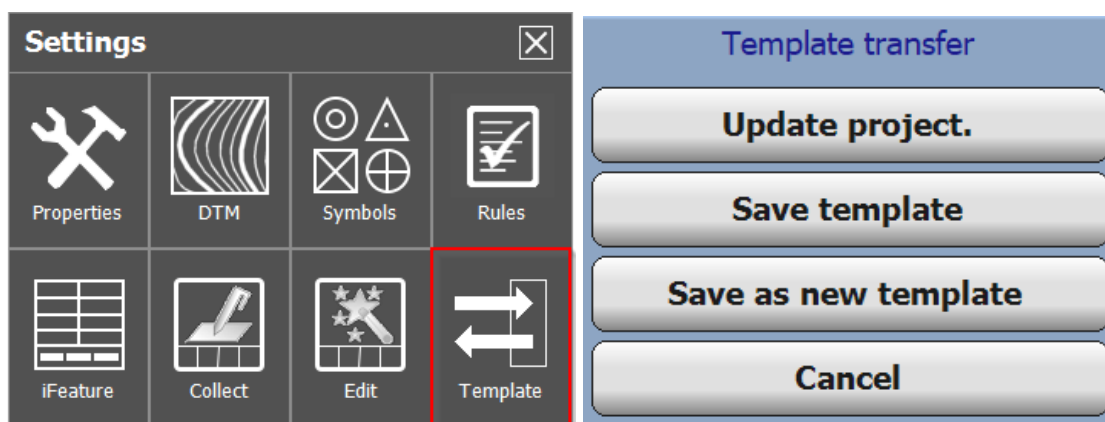 Settings
Properties
DTM
Symbols
Rules
iFeature
Collect
Edit
Template
Template transfer
Update project.
Save template
Save as new template
Cancel